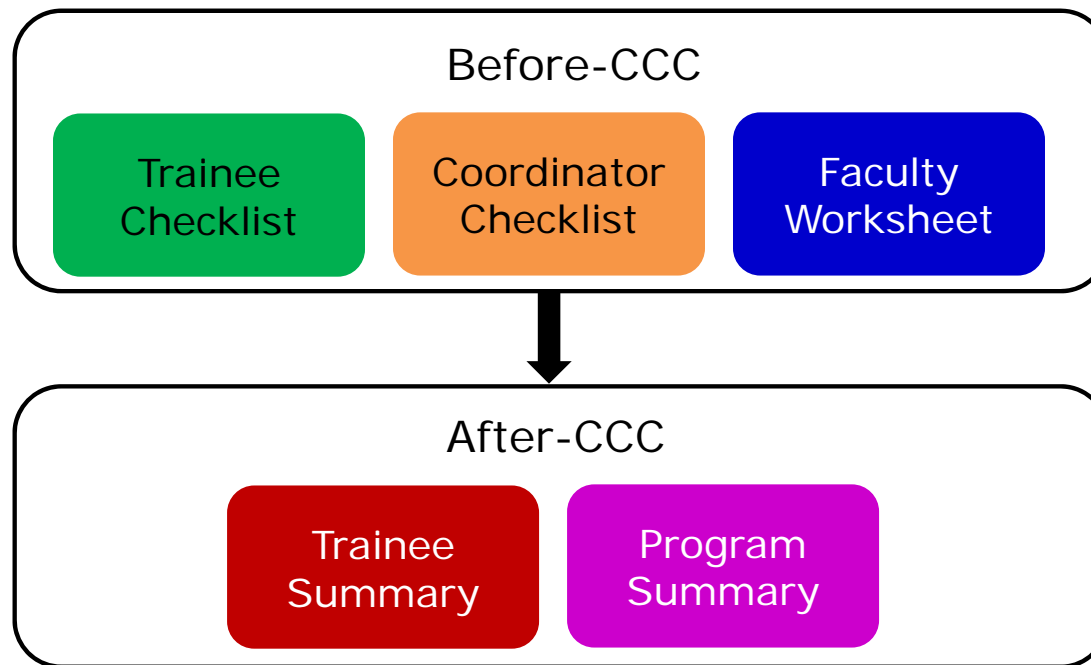 Before-CCC
Trainee
Checklist
Coordinator
Checklist
Faculty
Worksheet
After-CCC
Trainee
Summary
Program
Summary